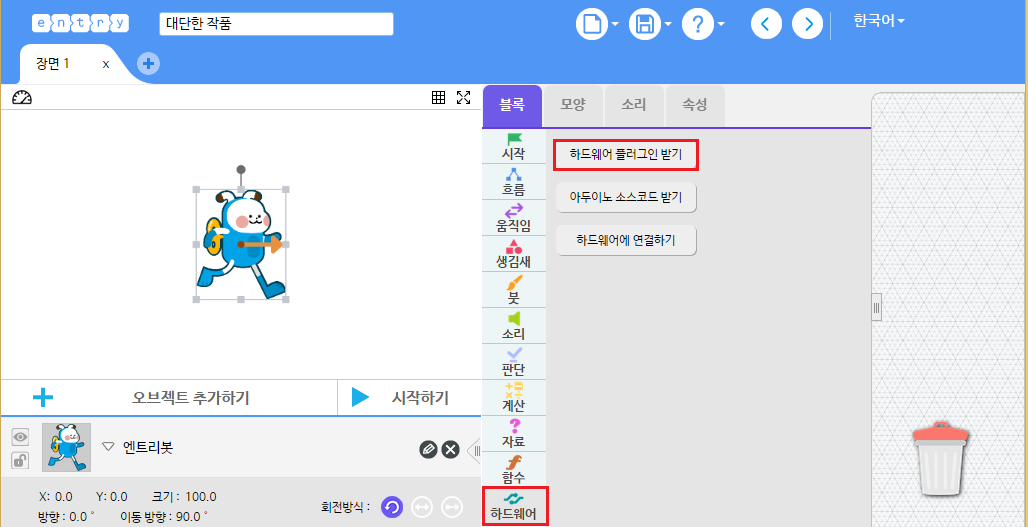 entry
대단한 작품
?
한국어
장면 1 x
+
블록 모양 소리 속성
시작
흐름
움직임
생김새
붓
소리
판단
계산
자료
함수
하드웨어
하드웨어 플러그인 받기
아두이노 소스코드 받기
하드웨어에 연결하기
오브젝트 추가하기
시작하기
엔트리봇
X: 0.0 Y: 0.0 크기 : 100.0
방향 : 0.0 ° 이동 방향 : 90.0 °
회전방식 :